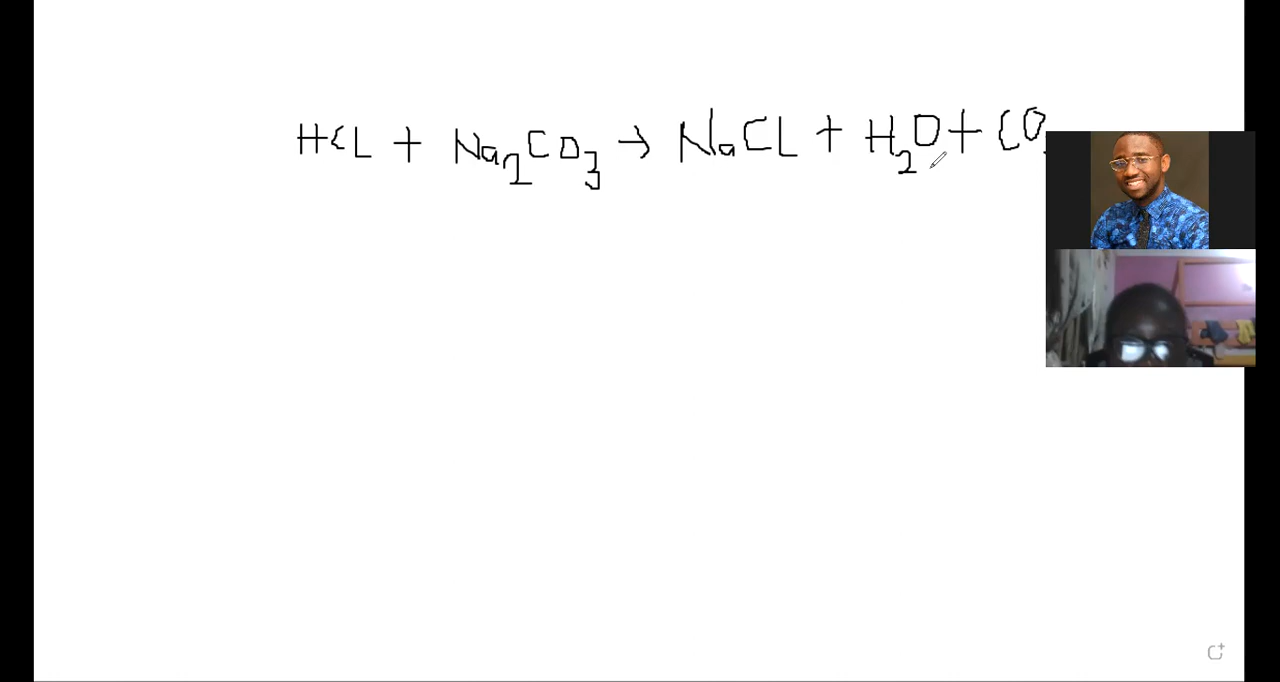 HCL + Na₂CO₃ → NaCL + H₂O + CO